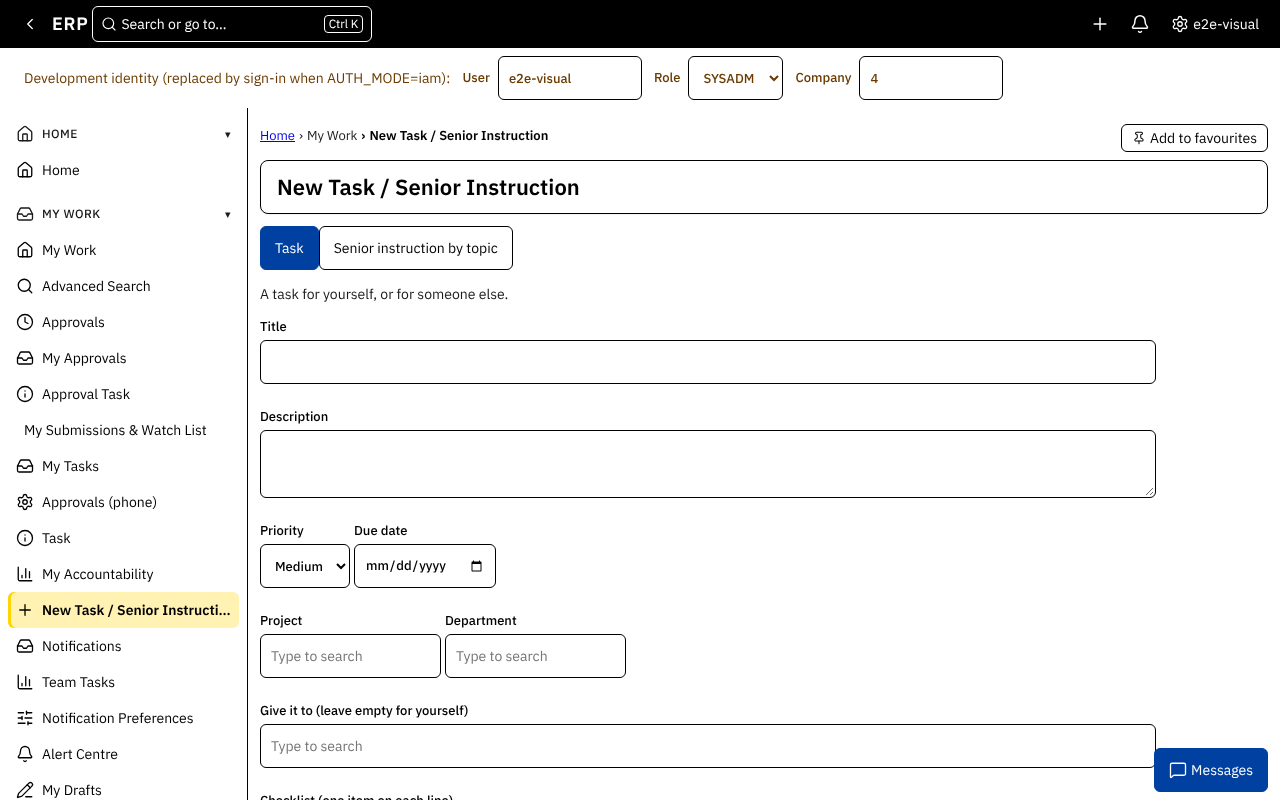 ERP
Search or go to...
Ctrl K
e2e-visual
Development identity (replaced by sign-in when AUTH_MODE=iam):
User
e2e-visual
Role
SYSADM
Company
4
HOME
Home
MY WORK
My Work
Advanced Search
Approvals
My Approvals
Approval Task
My Submissions & Watch List
My Tasks
Approvals (phone)
Task
My Accountability
New Task / Senior Instructi...
Notifications
Team Tasks
Notification Preferences
Alert Centre
My Drafts
Home › My Work › New Task / Senior Instruction
Add to favourites
New Task / Senior Instruction
Task
Senior instruction by topic
A task for yourself, or for someone else.
Title
Description
Priority
Due date
Medium
mm/dd/yyyy
Project
Department
Type to search
Type to search
Give it to (leave empty for yourself)
Type to search
Checklist (one item on each line)
Messages